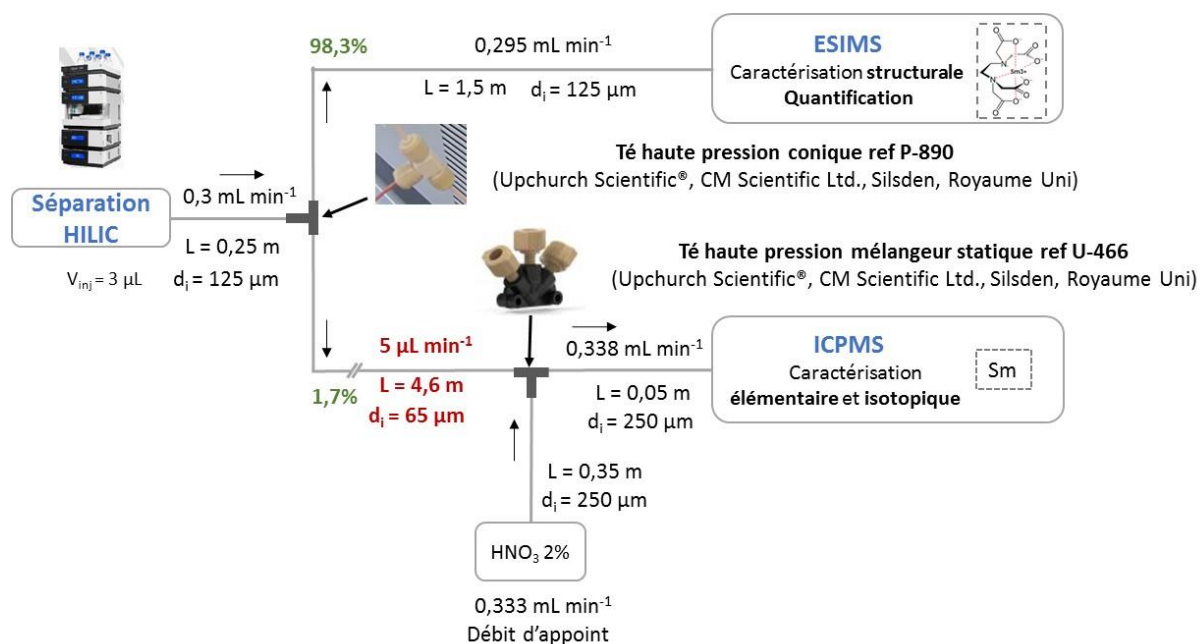 98,3%
0,295 mL min⁻¹
L = 1,5 m dᵢ = 125 µm
ESIMS
Caractérisation structurale
Quantification
O
O⁻
O
O⁻
N
Sm3+
N
O⁻
O
O
O⁻
Té haute pression conique ref P-890
(Upchurch Scientific®, CM Scientific Ltd., Silsden, Royaume Uni)
Séparation
HILIC
0,3 mL min⁻¹
L = 0,25 m
dᵢ = 125 µm
Vᵢₙⱼ = 3 µL
Té haute pression mélangeur statique ref U-466
(Upchurch Scientific®, CM Scientific Ltd., Silsden, Royaume Uni)
5 µL min⁻¹
0,338 mL min⁻¹
1,7%
L = 4,6 m
dᵢ = 65 µm
L = 0,05 m
dᵢ = 250 µm
ICPMS
Caractérisation
élémentaire et isotopique
Sm
L = 0,35 m
dᵢ = 250 µm
HNO₃ 2%
0,333 mL min⁻¹
Débit d’appoint